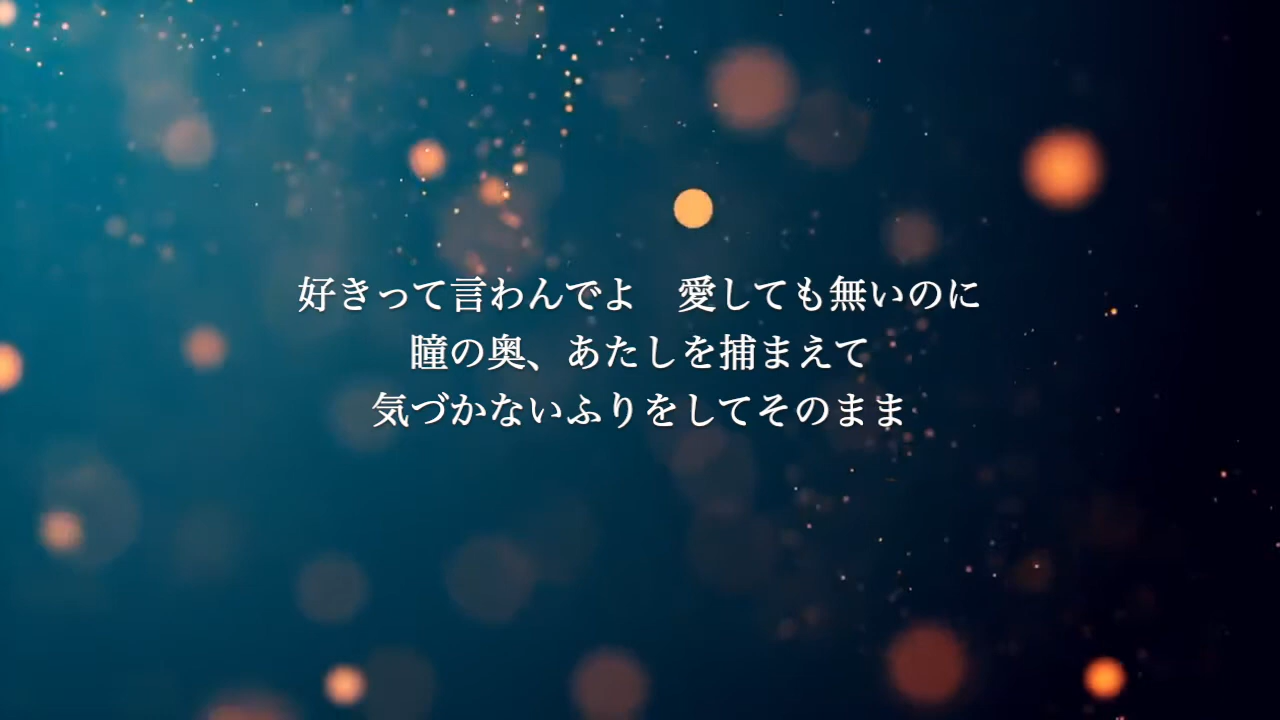 好きって言わんでよ　愛しても無いのに
瞳の奥、あたしを捕まえて
気づかないふりをしてそのまま